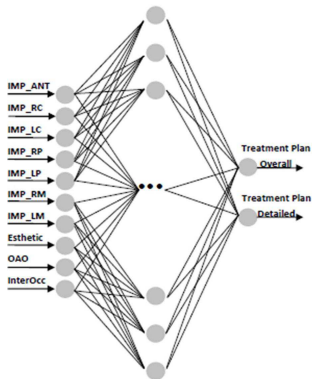 IMP_ANT
IMP_RC
IMP_LC
IMP_RP
IMP_LP
IMP_RM
IMP_LM
Esthetic
OAO
InterOcc
...
Treatment Plan
Overall
Treatment Plan
Detailed